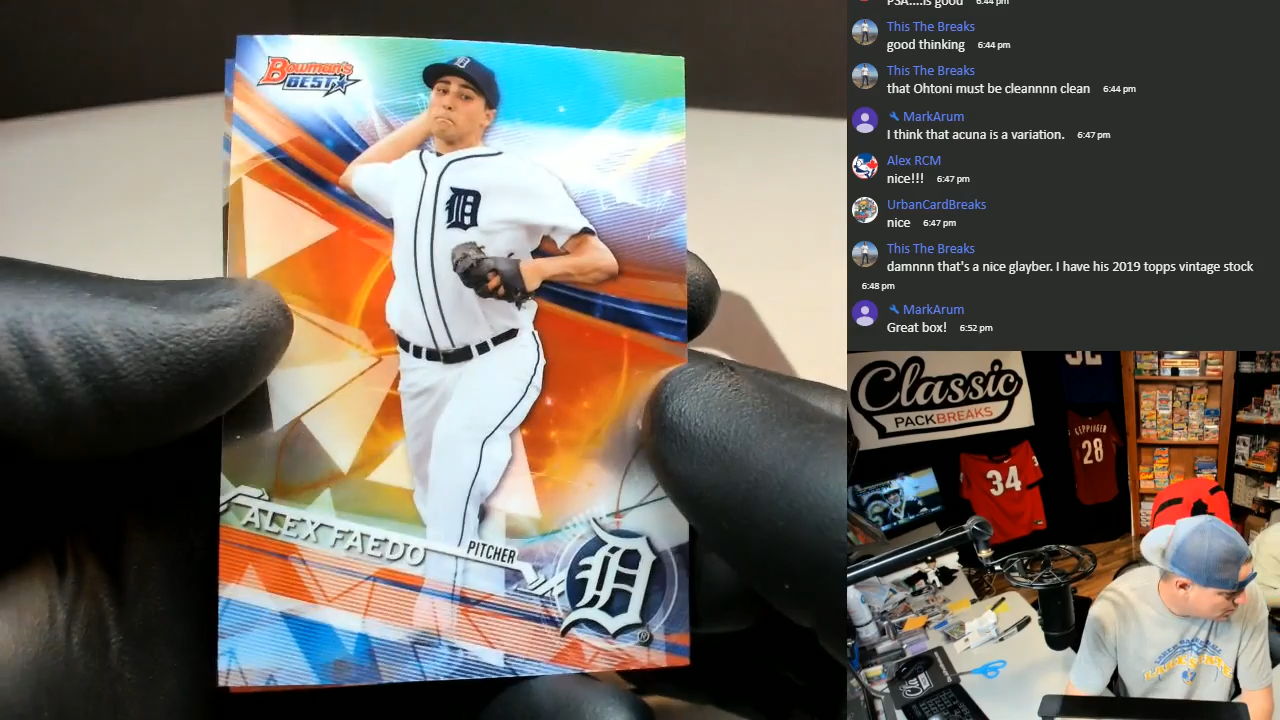 Bowman's
BEST
D
D
ALEX FAEDO
PITCHER
D
PSA....is good 6:44 pm
This The Breaks
good thinking 6:44 pm
This The Breaks
that Ohtoni must be cleannnn clean 6:44 pm
MarkArum
I think that acuna is a variation. 6:47 pm
Alex RCM
nice!!! 6:47 pm
UrbanCardBreaks
nice 6:47 pm
This The Breaks
damnnn that's a nice glayber. I have his 2019 topps vintage stock
6:48 pm
MarkArum
Great box! 6:52 pm
Classic
PACKBREAKS
34
LEPPINGER
28